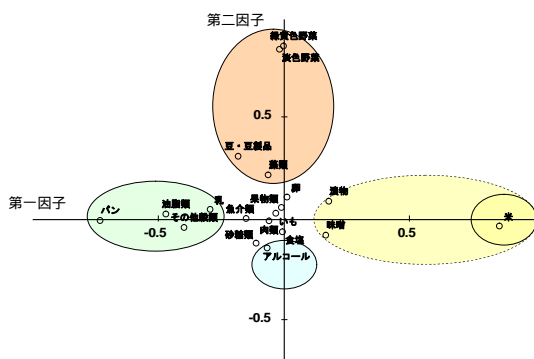 第二因子
緑黄色野菜
淡色野菜
0.5
豆・豆製品
藻類
卵
第一因子
パン
油脂類
乳
その他穀類
魚介類
果物類
いも
漬物
米
-0.5
0.5
砂糖類
肉類
食塩
味噌
アルコール
-0.5